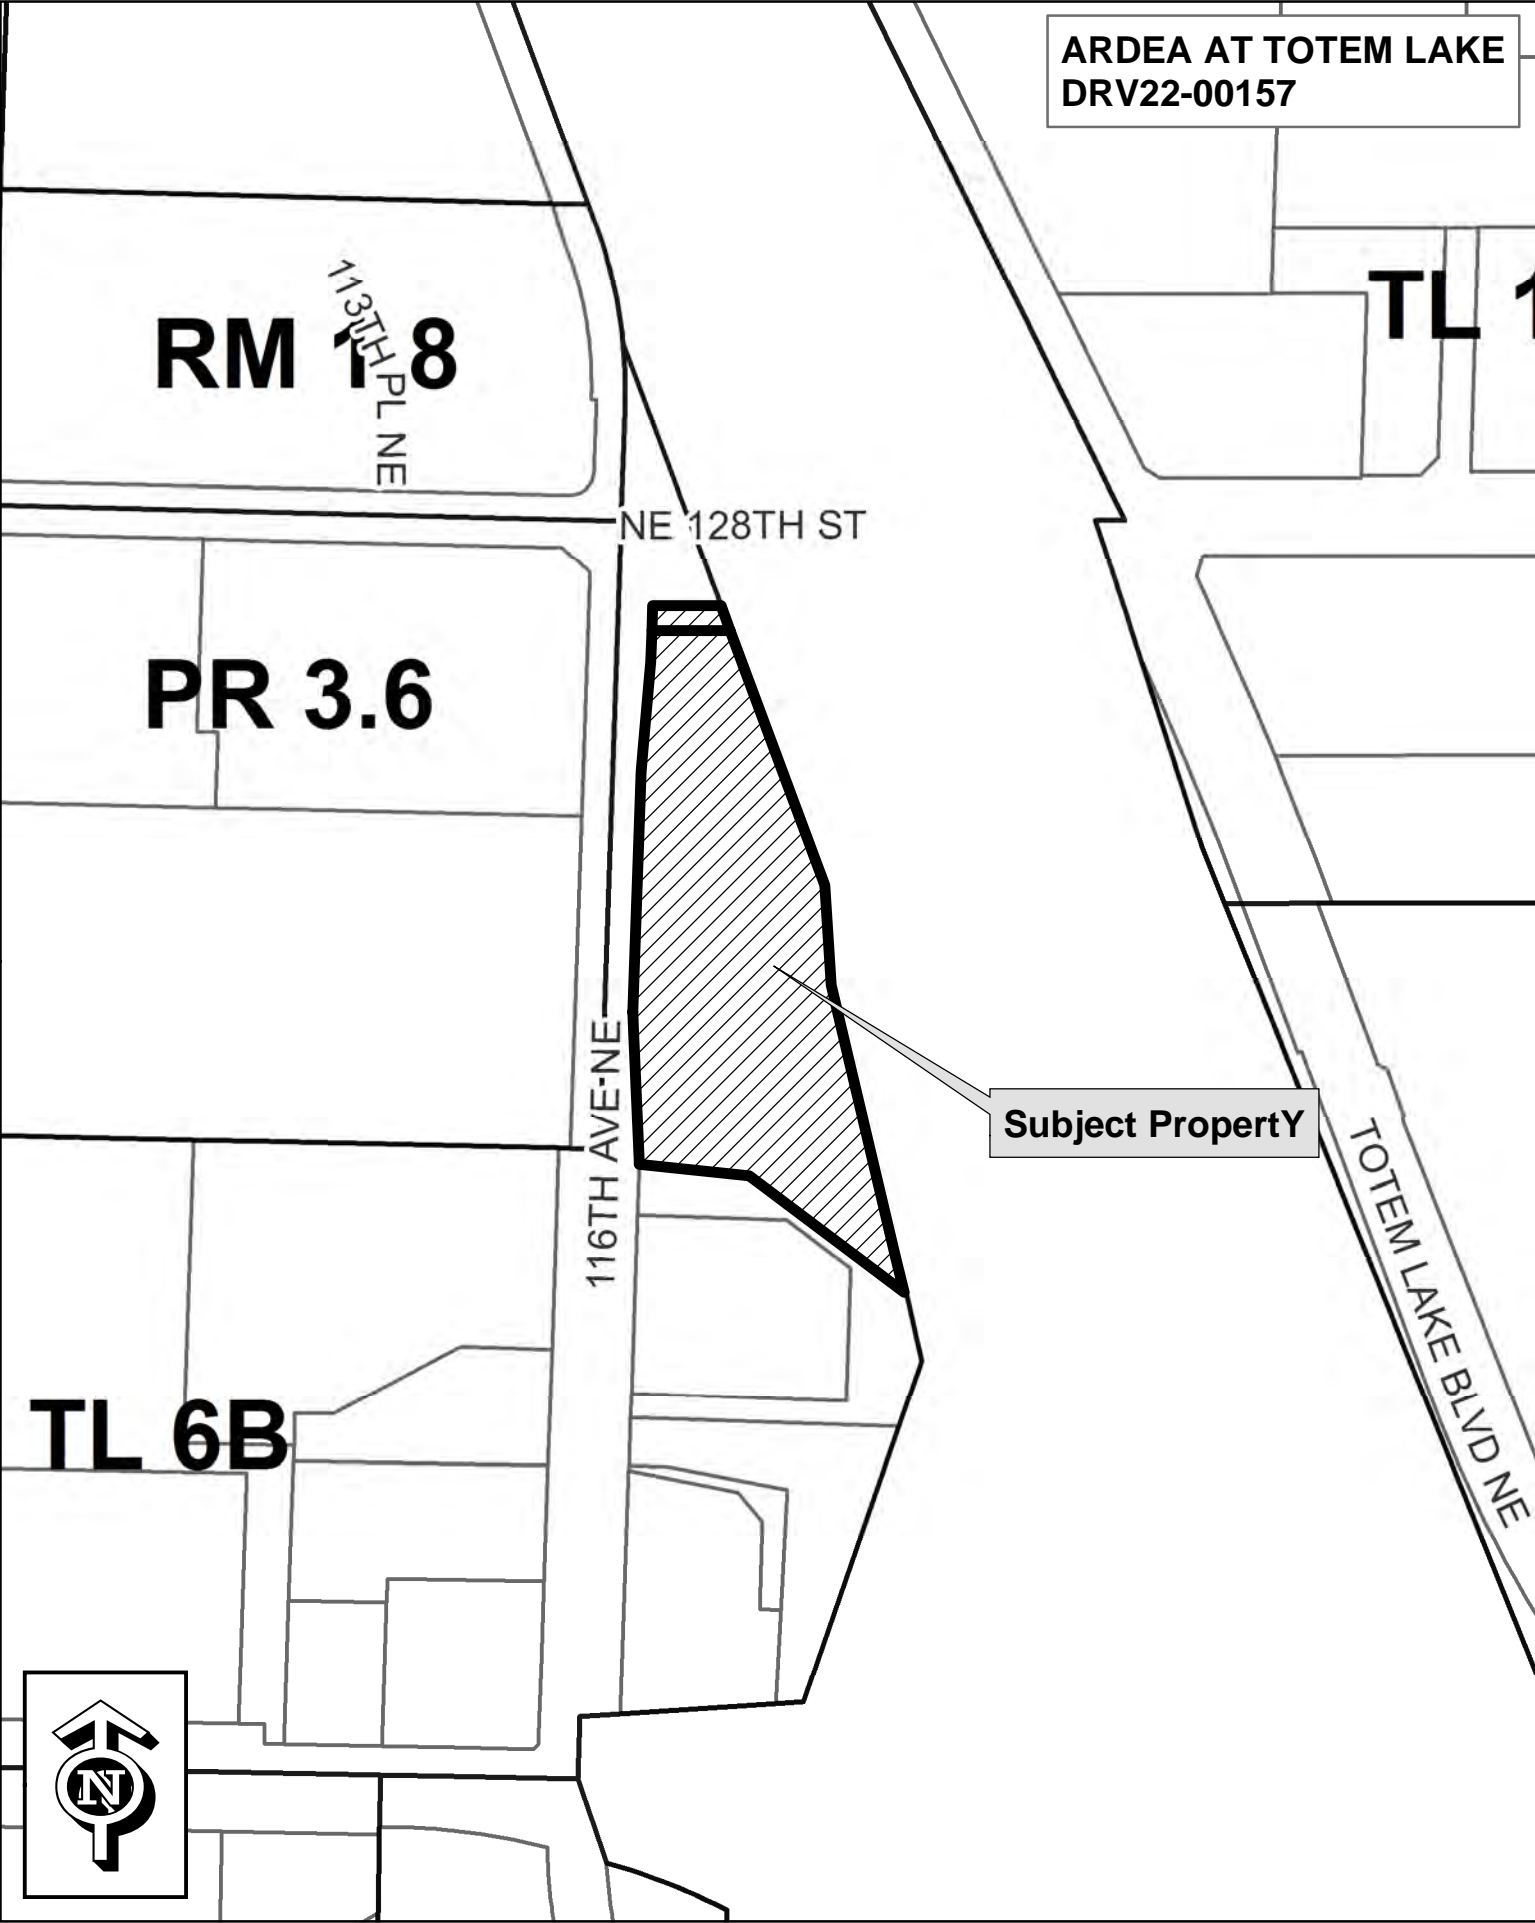 ARDEA AT TOTEM LAKE
DRV22-00157
TL 1
113TH PL NE
RM 1.8
NE 128TH ST
PR 3.6
116TH AVE NE
Subject PropertY
TOTEM LAKE BLVD NE
TL 6B
N